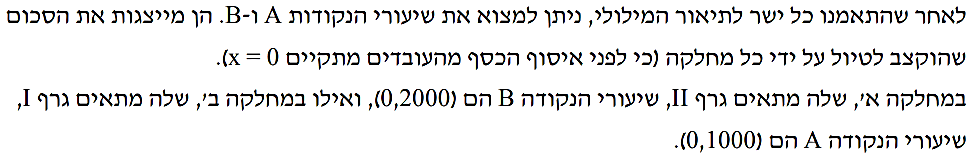 לאחר שהתאמנו כל ישר לתיאור המילולי, ניתן למצוא את שיעורי הנקודות A ו-B. הן מייצגות את הסכום
שהוקצב לטיול על ידי כל מחלקה (כי לפני איסוף הכסף מהעובדים מתקיים x = 0).
במחלקה א', שלה מתאים גרף II, שיעורי הנקודה B הם (0,2000), ואילו במחלקה ב', שלה מתאים גרף I,
שיעורי הנקודה A הם (0,1000).